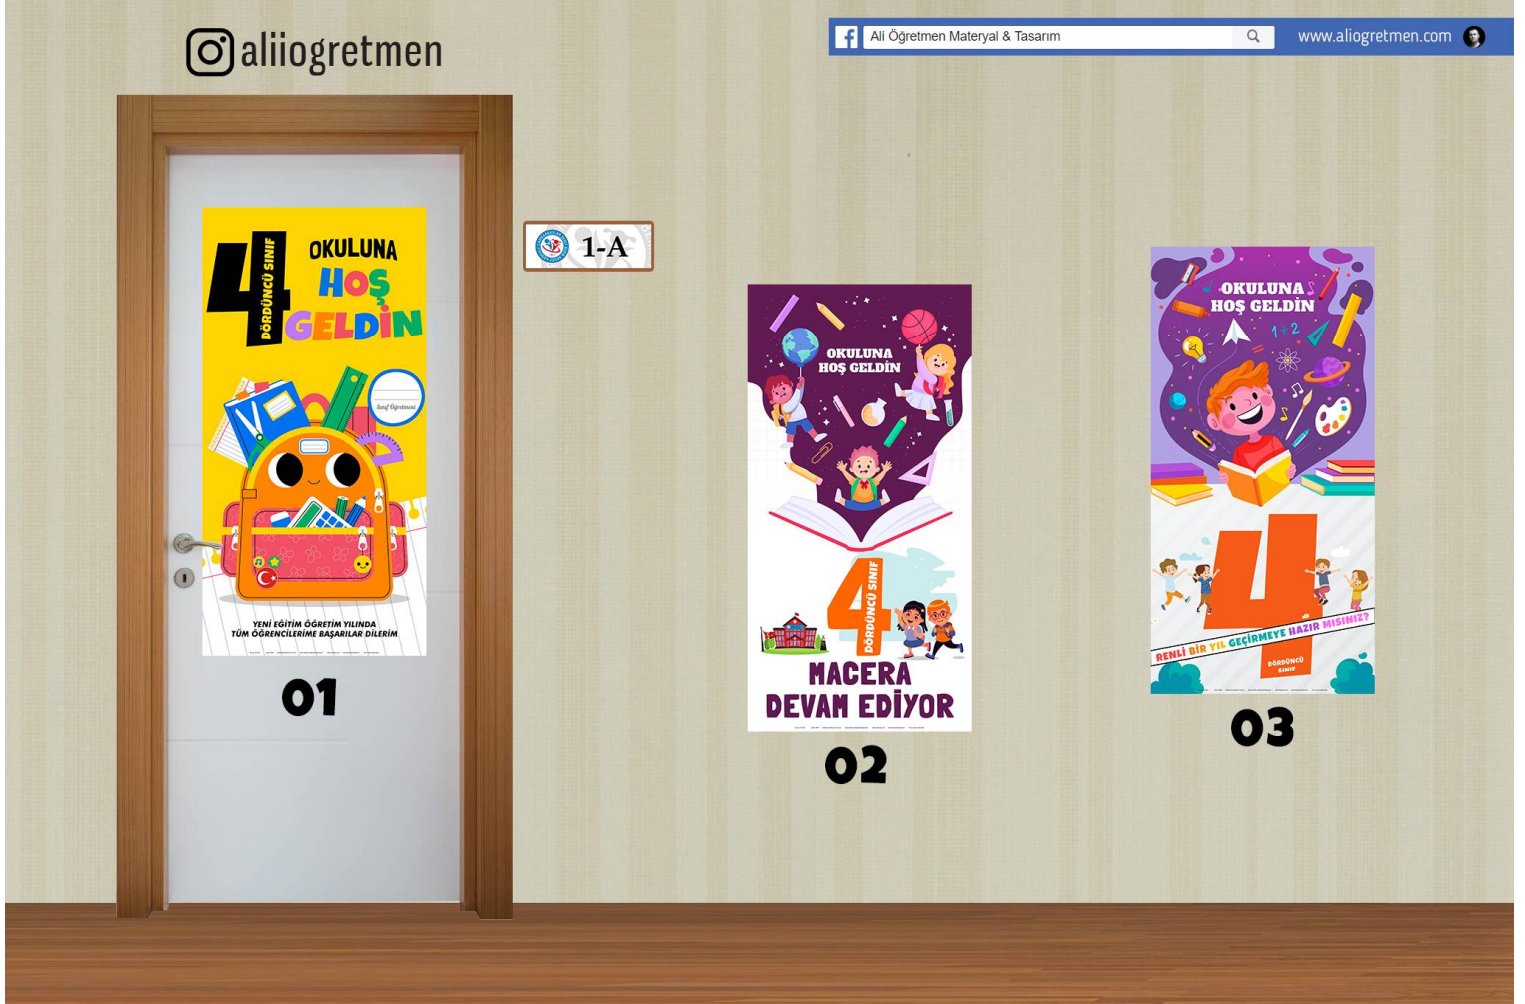 aliiogretmen
Ali Öğretmen Materyal & Tasarım
www.aliogretmen.com
4
DÖRDÜNCÜ SINIF
OKULUNA
HOŞ
GELDİN
Sınıf Öğretmeni
YENİ EĞİTİM ÖĞRETİM YILINDA
TÜM ÖĞRENCİLERİME BAŞARILAR DİLERİM
01
1-A
OKULUNA
HOŞ GELDİN
4
DÖRDÜNCÜ SINIF
MACERA
DEVAM EDİYOR
02
OKULUNA
HOŞ GELDİN
1+2
=
4
RENLİ BİR YIL GEÇİRMEYE HAZIR MISINIZ?
DÖRDÜNCÜ
SINIF
03